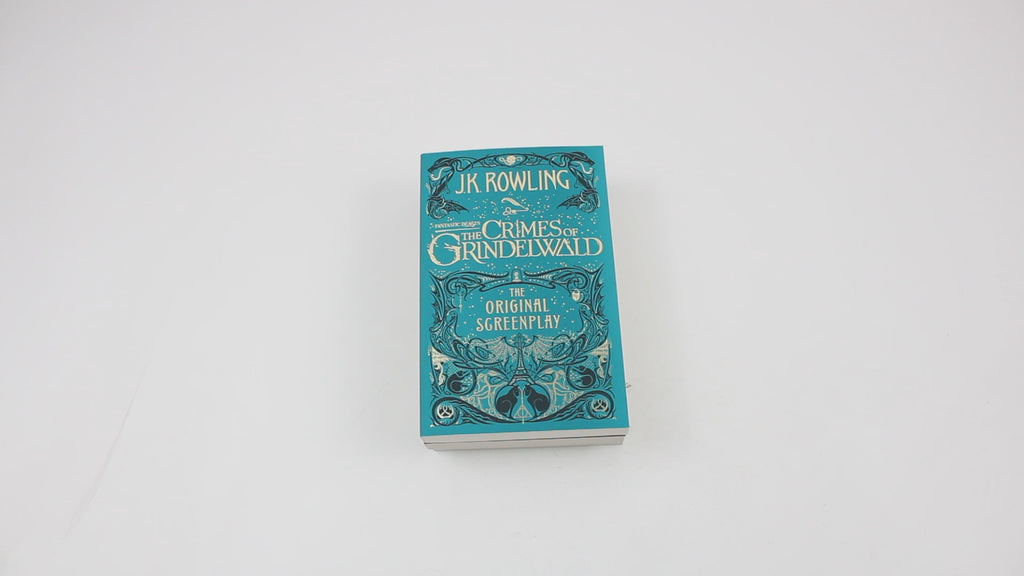 J.K. ROWLING
FANTASTIC BEASTS
THE CRIMES OF
GRINDELWALD
THE
ORIGINAL
SCREENPLAY